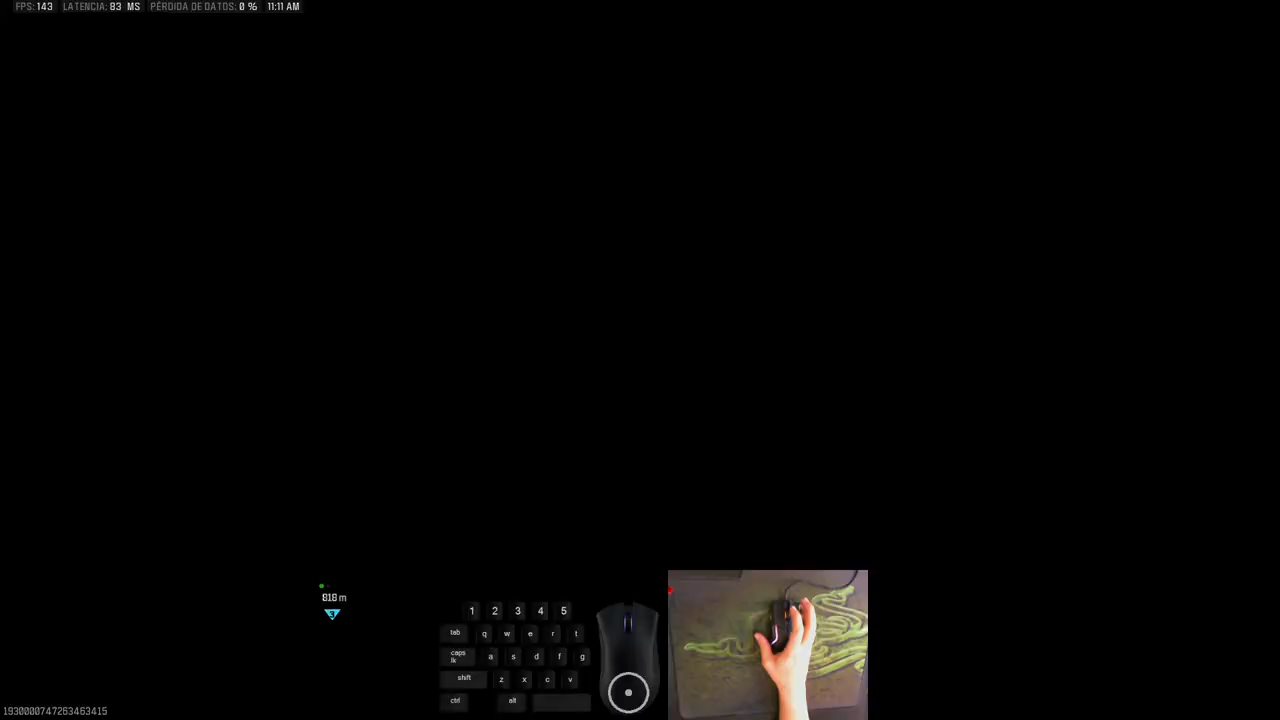 FPS: 143 LATENCIA: 83 MS PÉRDIDA DE DATOS: 0 % 11:11 AM
818 m
3
1 2 3 4 5
tab q w e r t
caps lk a s d f g
shift z x c v
ctrl alt
1930000747263463415